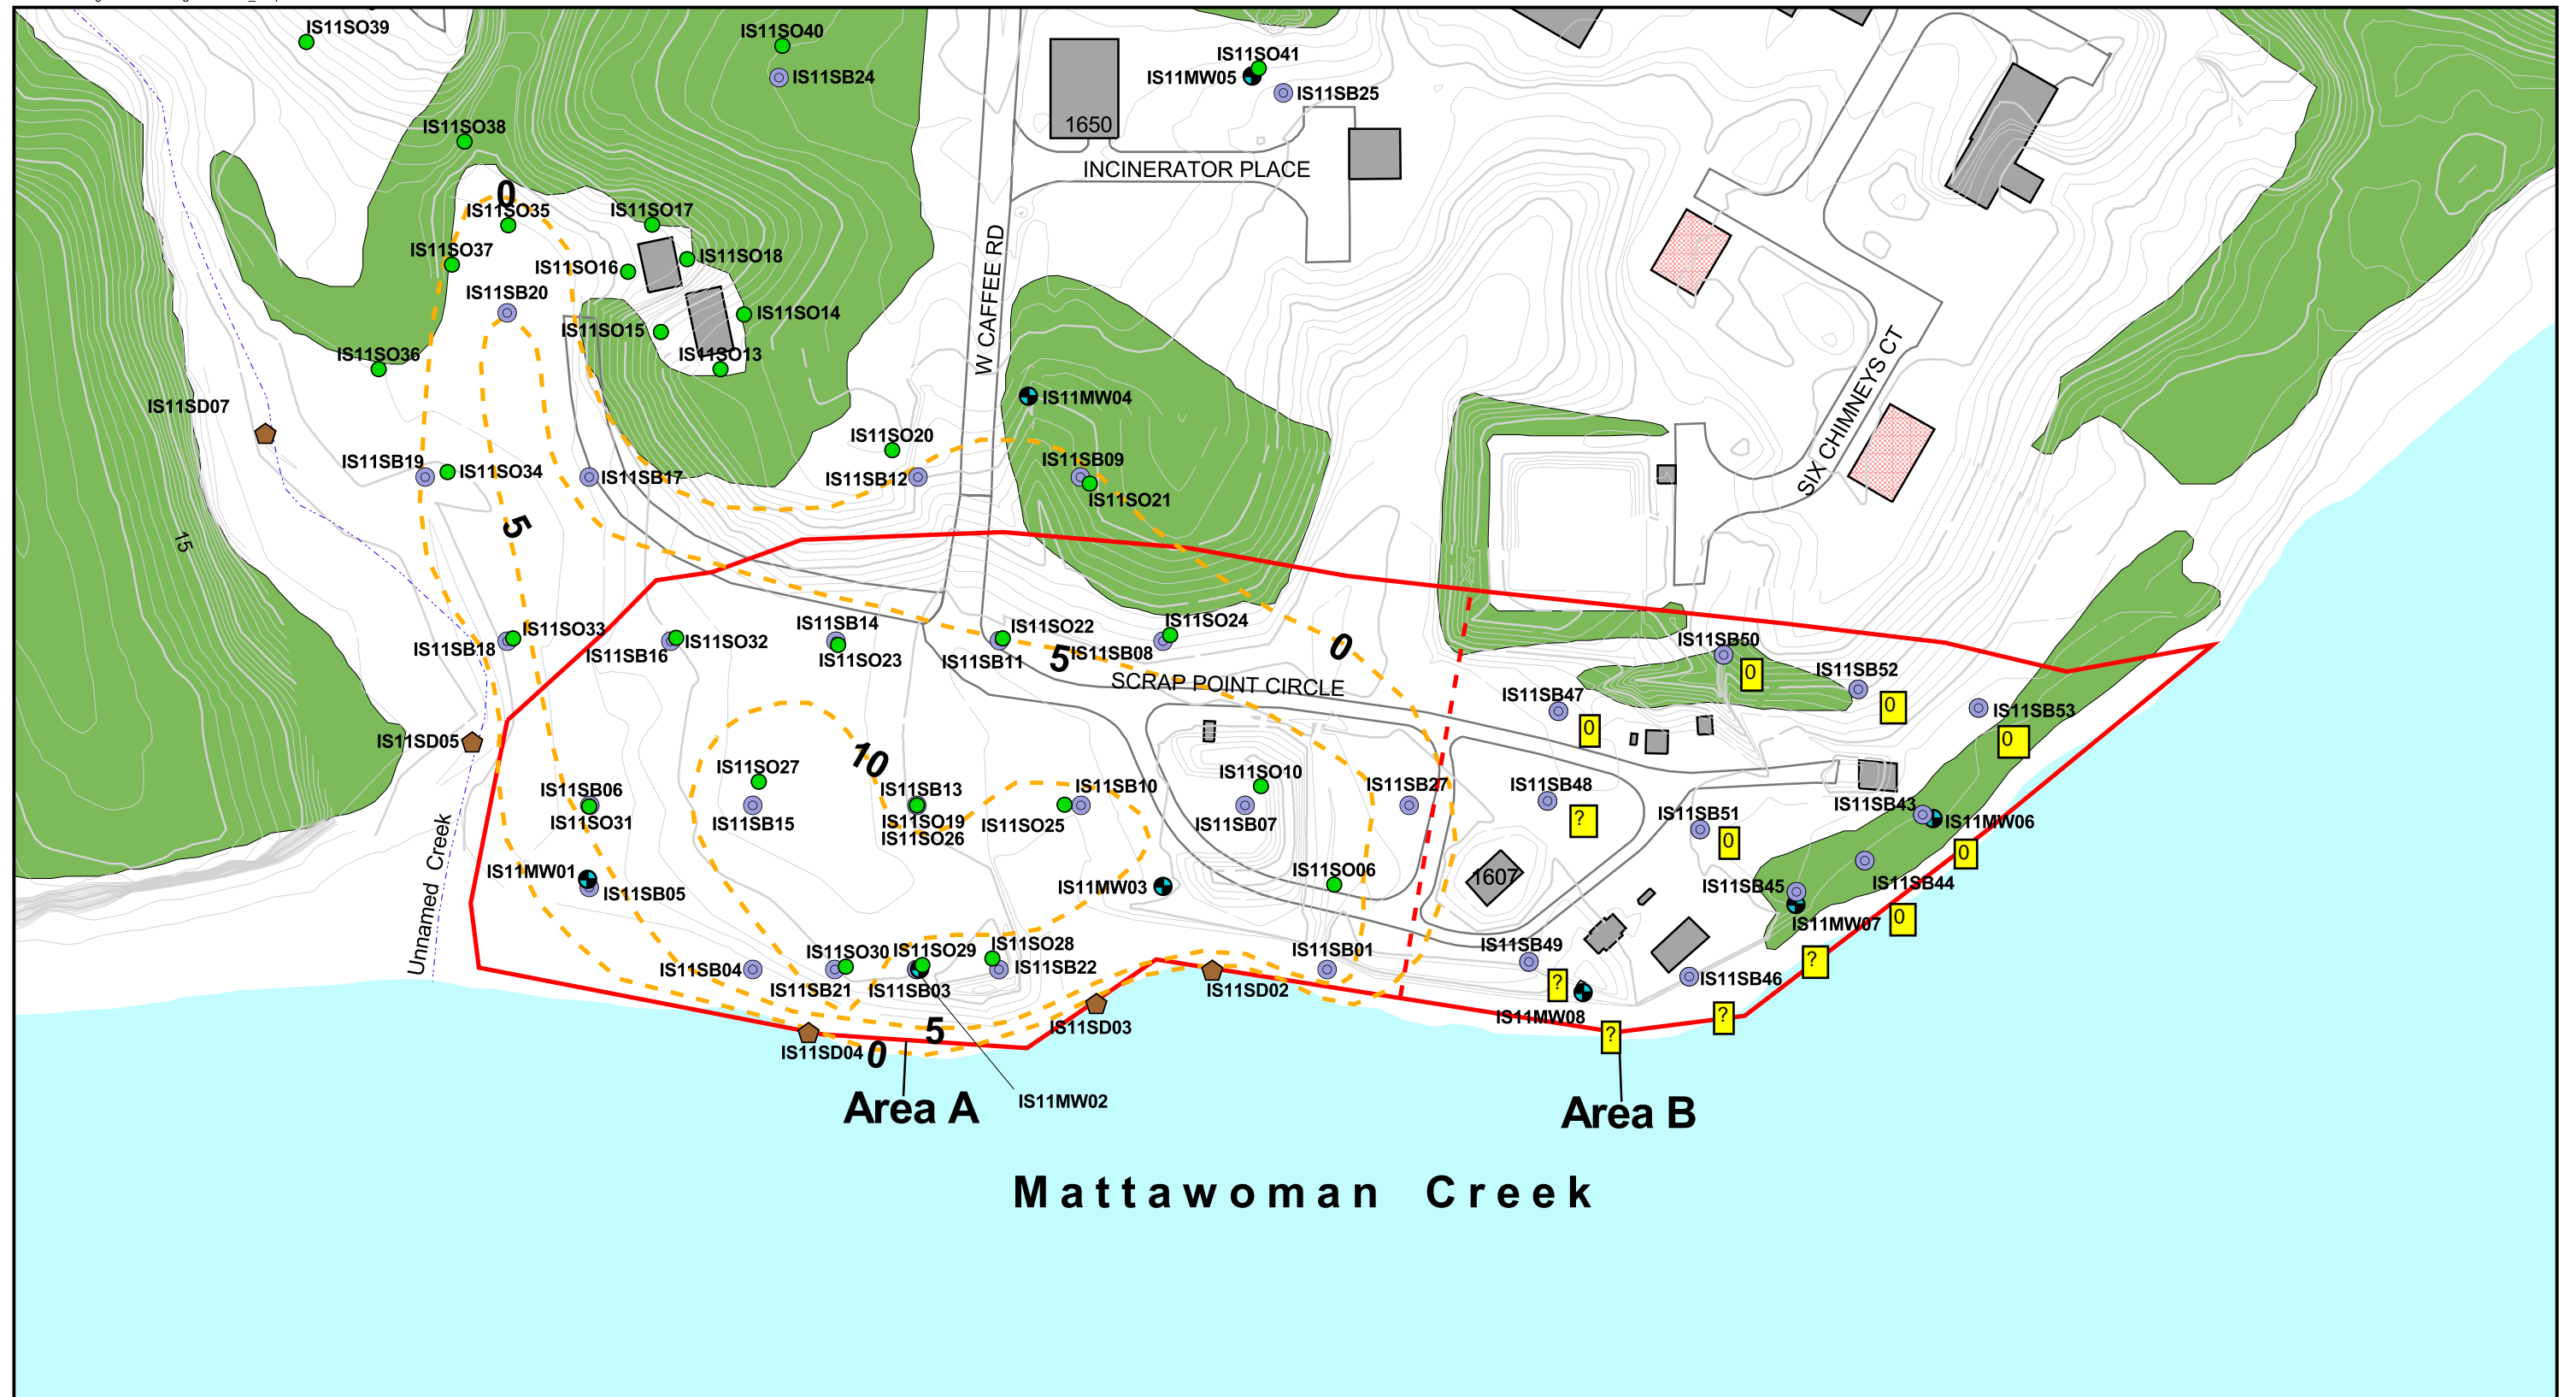 IS11SO39
IS11SO40
IS11SB24
IS11SO41
IS11MW05
IS11SB25
1650
IS11SO38
INCINERATOR PLACE
0
IS11SO35
IS11SO17
IS11SO37
IS11SO16
IS11SO18
IS11SB20
IS11SO14
IS11SO15
IS11SO36
IS11SO13
W CAFFEE RD
SIX CHIMNEYS CT
IS11SD07
IS11MW04
IS11SO20
IS11SB19
IS11SO34
IS11SB17
IS11SB12
IS11SB09
IS11SO21
15
5
IS11SO33
IS11SB18
IS11SO32
IS11SB16
IS11SB14
IS11SO23
IS11SO22
IS11SB11
IS11SO24
IS11SB08
5
0
SCRAP POINT CIRCLE
IS11SB50
0
IS11SB52
0
IS11SB47
0
IS11SB53
0
IS11SD05
10
IS11SO27
IS11SB06
IS11SO31
IS11SB15
IS11SB13
IS11SO19
IS11SO26
IS11SB10
IS11SO25
IS11SO10
IS11SB07
IS11SB27
IS11SB48
?
IS11SB51
0
IS11SB43
IS11MW06
0
Unnamed Creek
IS11MW01
IS11SB05
IS11MW03
IS11SO06
1607
IS11SB45
IS11SB44
IS11MW07
0
IS11SB04
IS11SO30
IS11SB21
IS11SO29
IS11SB03
IS11SO28
IS11SB22
IS11SB01
IS11SD02
IS11SB49
?
IS11SB46
?
IS11MW08
?
?
IS11SD03
IS11SD04
5
0
Area A
IS11MW02
Area B
Mattawoman Creek